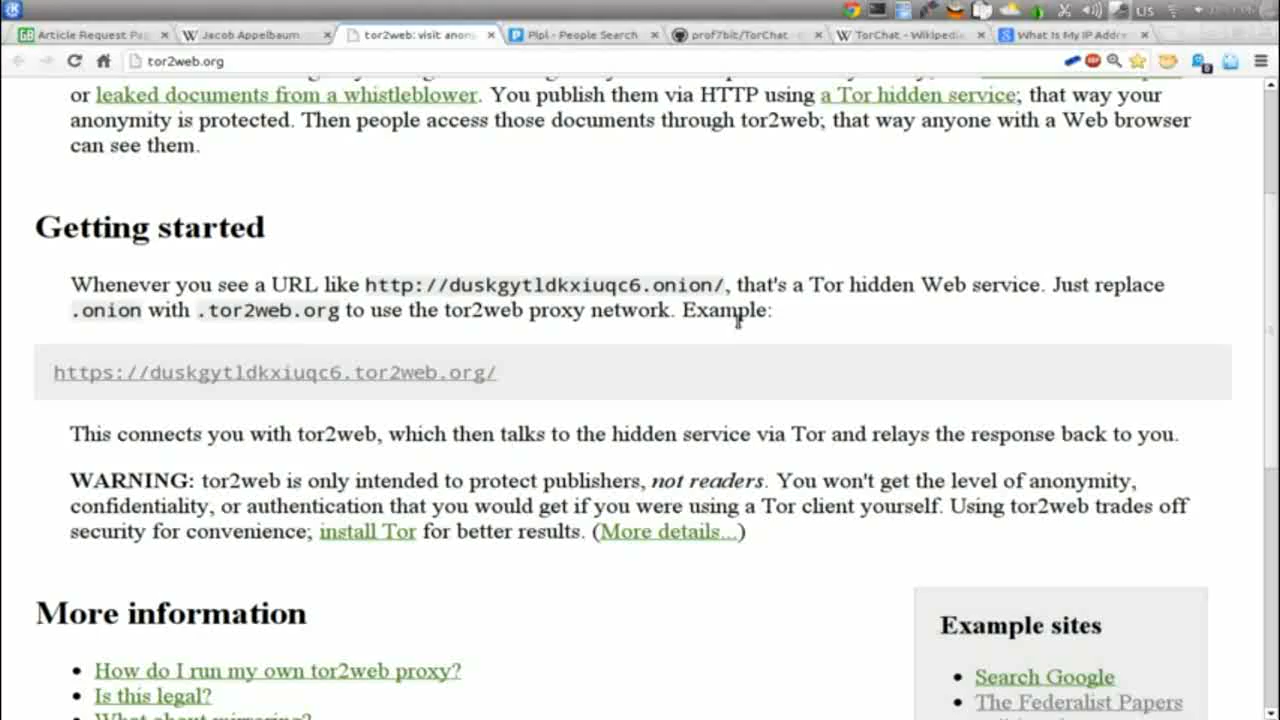 Article Request Pa
Jacob Appelbaum
tor2web: visit anon
Pipl - People Search
prof7bit/TorChat
TorChat - Wikipedia
What Is My IP Addre
US
tor2web.org
or leaked documents from a whistleblower. You publish them via HTTP using a Tor hidden service; that way your
anonymity is protected. Then people access those documents through tor2web; that way anyone with a Web browser
can see them.
Getting started
Whenever you see a URL like http://duskgytldkxiuqc6.onion/, that's a Tor hidden Web service. Just replace
.onion with .tor2web.org to use the tor2web proxy network. Example:
https://duskgytldkxiuqc6.tor2web.org/
This connects you with tor2web, which then talks to the hidden service via Tor and relays the response back to you.
WARNING: tor2web is only intended to protect publishers, not readers. You won't get the level of anonymity,
confidentiality, or authentication that you would get if you were using a Tor client yourself. Using tor2web trades off
security for convenience; install Tor for better results. (More details...)
More information
How do I run my own tor2web proxy?
Is this legal?
What about mirroring?
Example sites
Search Google
The Federalist Papers